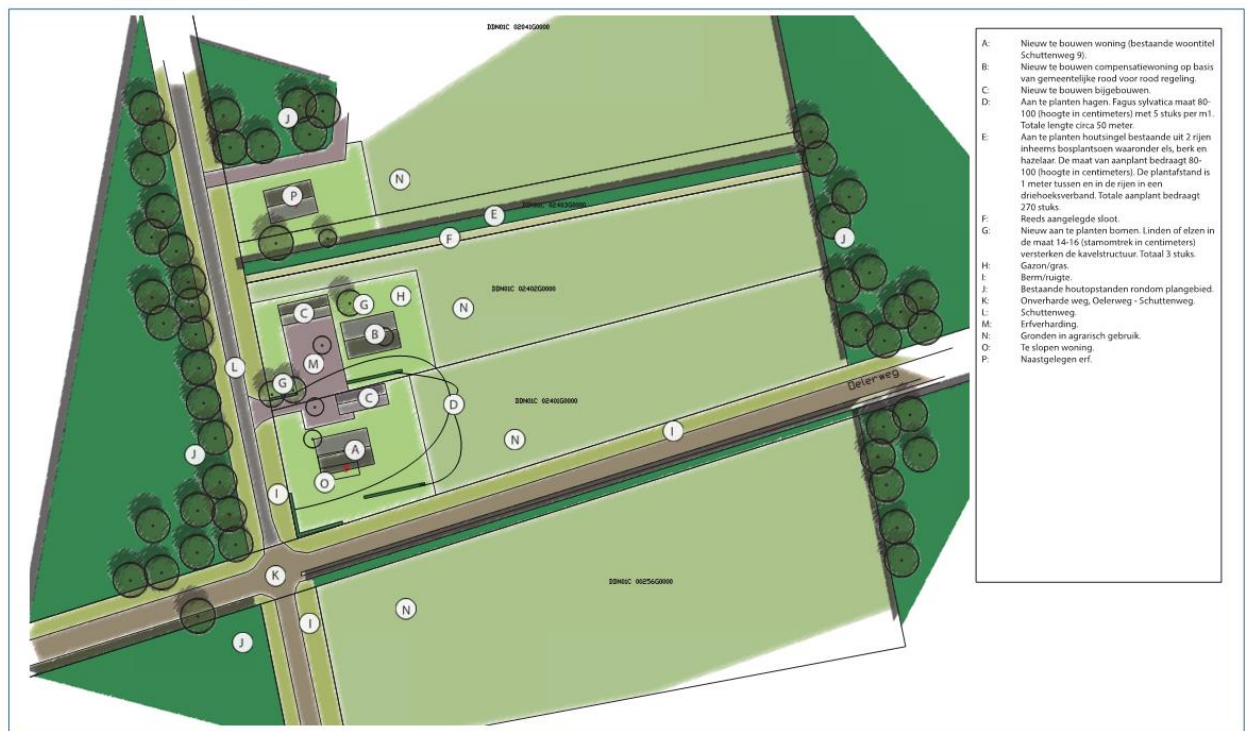 DDN01C 02041G0000
J
P
N
E
DDN01C 02403G0000
F
J
C
G
H
DDN01C 02402G0000
N
B
M
L
G
C
D
DDN01C 02401G0000
Oelerweg
I
N
J
A
O
I
K
DDN01C 00256G0000
N
I
J
A: Nieuw te bouwen woning (bestaande woontitel
Schuttenweg 9).
B: Nieuw te bouwen compensatiewoning op basis
van gemeentelijke rood voor rood regeling.
C: Nieuw te bouwen bijgebouwen.
D: Aan te planten hagen. Fagus sylvatica maat 80-
100 (hoogte in centimeters) met 5 stuks per m1.
Totale lengte circa 50 meter.
E: Aan te planten houtsingel bestaande uit 2 rijen
inheems bosplantsoen waaronder els, berk en
hazelaar. De maat van aanplant bedraagt 80-
100 (hoogte in centimeters). De plantafstand is
1 meter tussen en in de rijen in een
driehoeksverband. Totale aanplant bedraagt
270 stuks.
F: Reeds aangelegde sloot.
G: Nieuw aan te planten bomen. Linden of elzen in
de maat 14-16 (stamomtrek in centimeters)
versterken de kavelstructuur. Totaal 3 stuks.
H: Gazon/gras.
I: Berm/ruigte.
J: Bestaande houtopstanden rondom plangebied.
K: Onverharde weg, Oelerweg - Schuttenweg.
L: Schuttenweg.
M: Erfverharding.
N: Gronden in agrarisch gebruik.
O: Te slopen woning.
P: Naastgelegen erf.